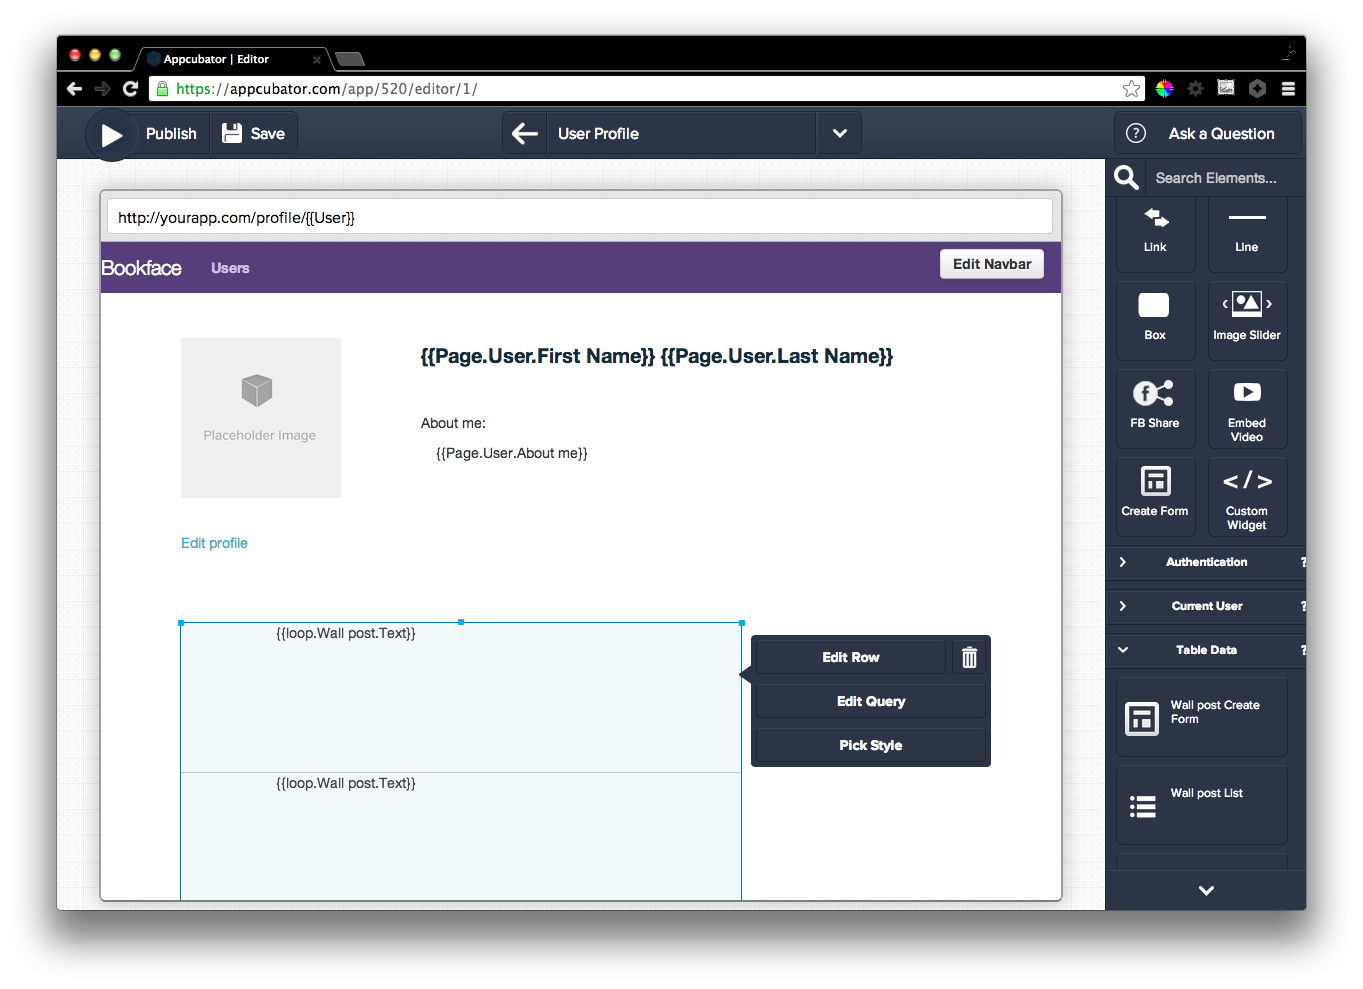 Appcubator | Editor
https://appcubator.com/app/520/editor/1/
Publish
Save
User Profile
? Ask a Question
Search Elements...
http://yourapp.com/profile/{{User}}
Bookface
Users
Edit Navbar
{{Page.User.First Name}} {{Page.User.Last Name}}
Placeholder Image
About me:
{{Page.User.About me}}
Edit profile
{{loop.Wall post.Text}}
{{loop.Wall post.Text}}
Edit Row
Edit Query
Pick Style
Link
Line
Box
Image Slider
FB Share
Embed
Video
Create Form
</>
Custom
Widget
Authentication ?
Current User ?
Table Data ?
Wall post Create
Form
Wall post List